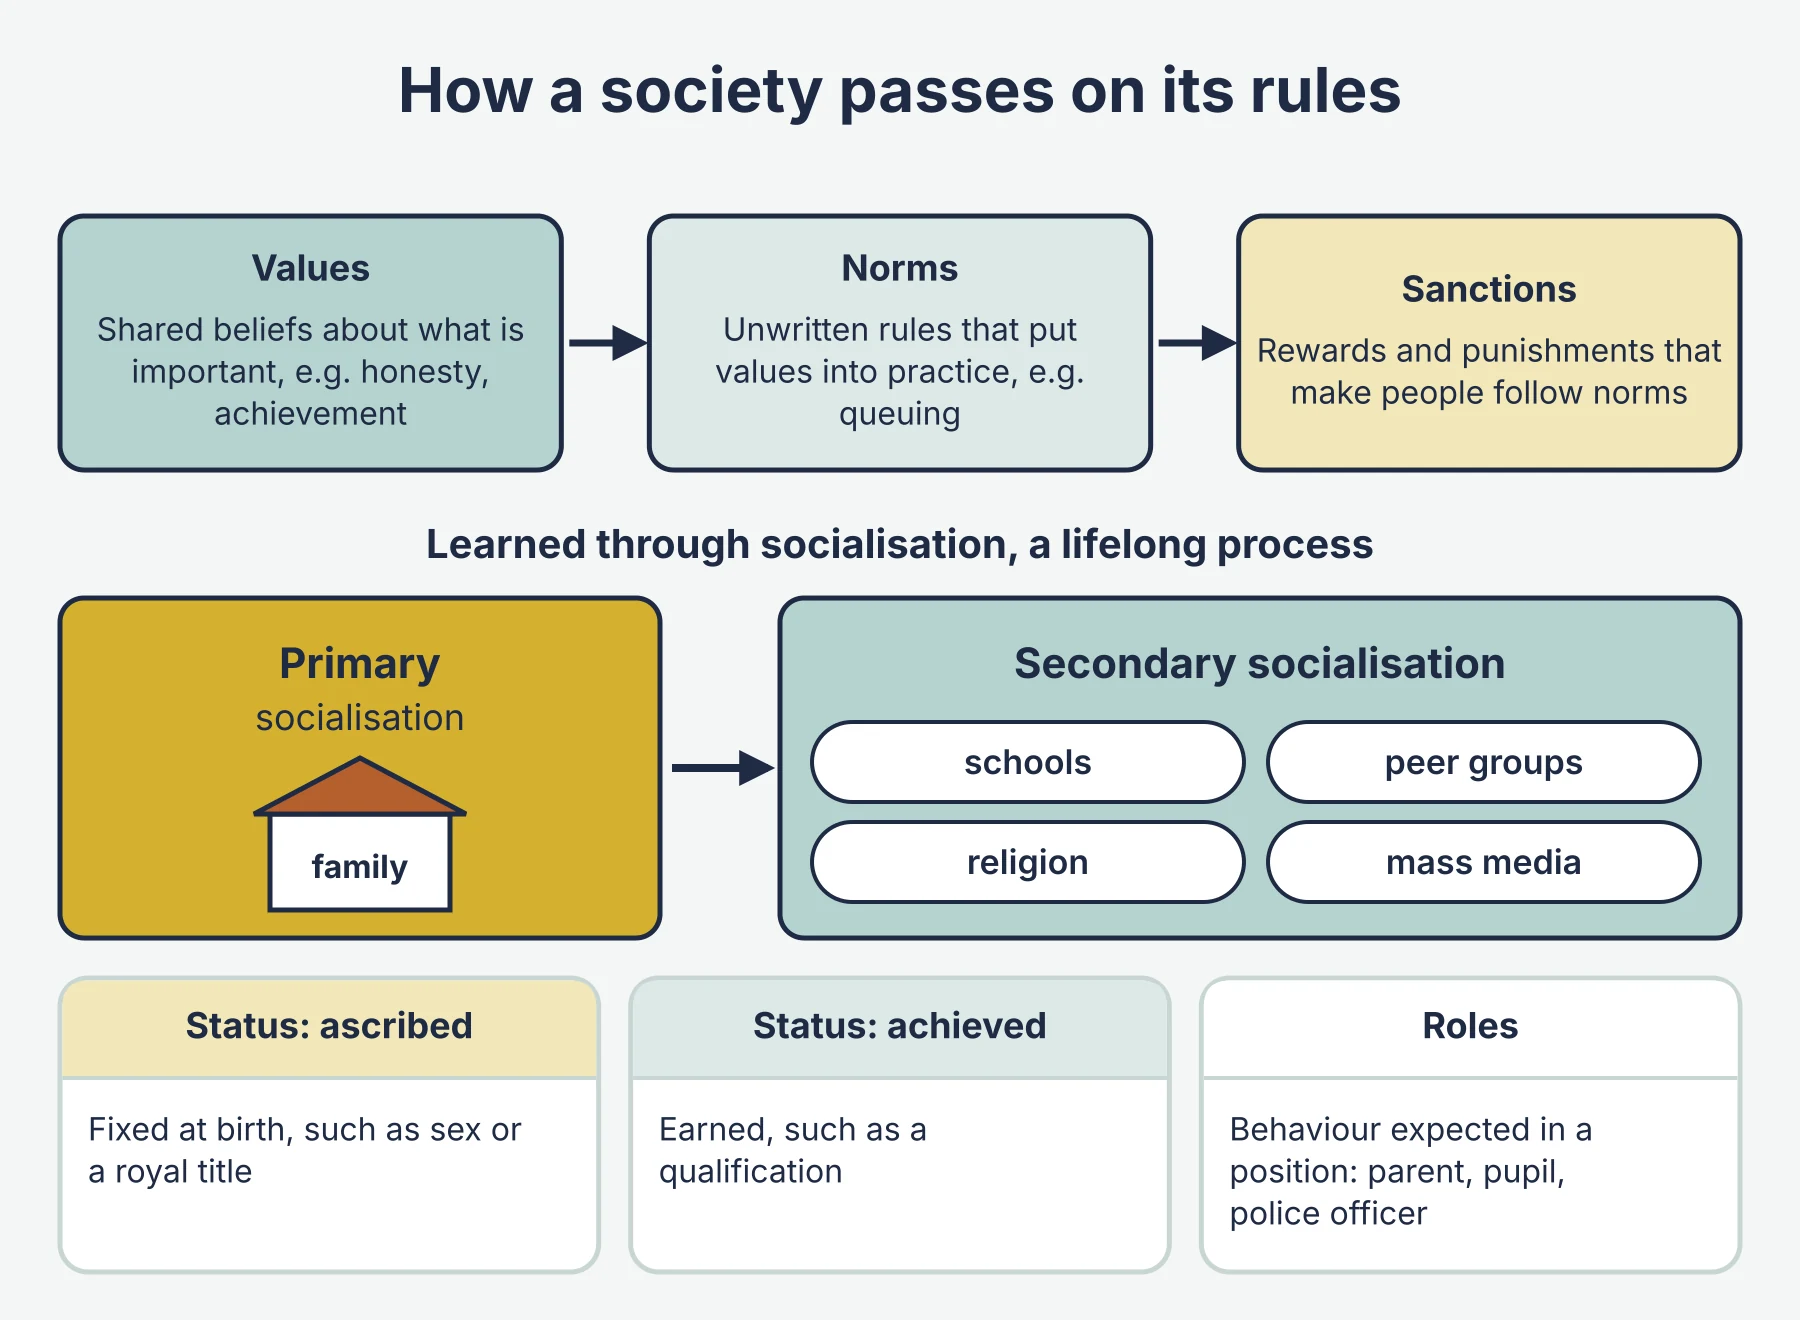 How a society passes on its rules
Values
Shared beliefs about what is
important, e.g. honesty,
achievement
Norms
Unwritten rules that put
values into practice, e.g.
queuing
Sanctions
Rewards and punishments that
make people follow norms
Learned through socialisation, a lifelong process
Primary
socialisation
family
Secondary socialisation
schools
peer groups
religion
mass media
Status: ascribed
Fixed at birth, such as sex or
a royal title
Status: achieved
Earned, such as a
qualification
Roles
Behaviour expected in a
position: parent, pupil,
police officer